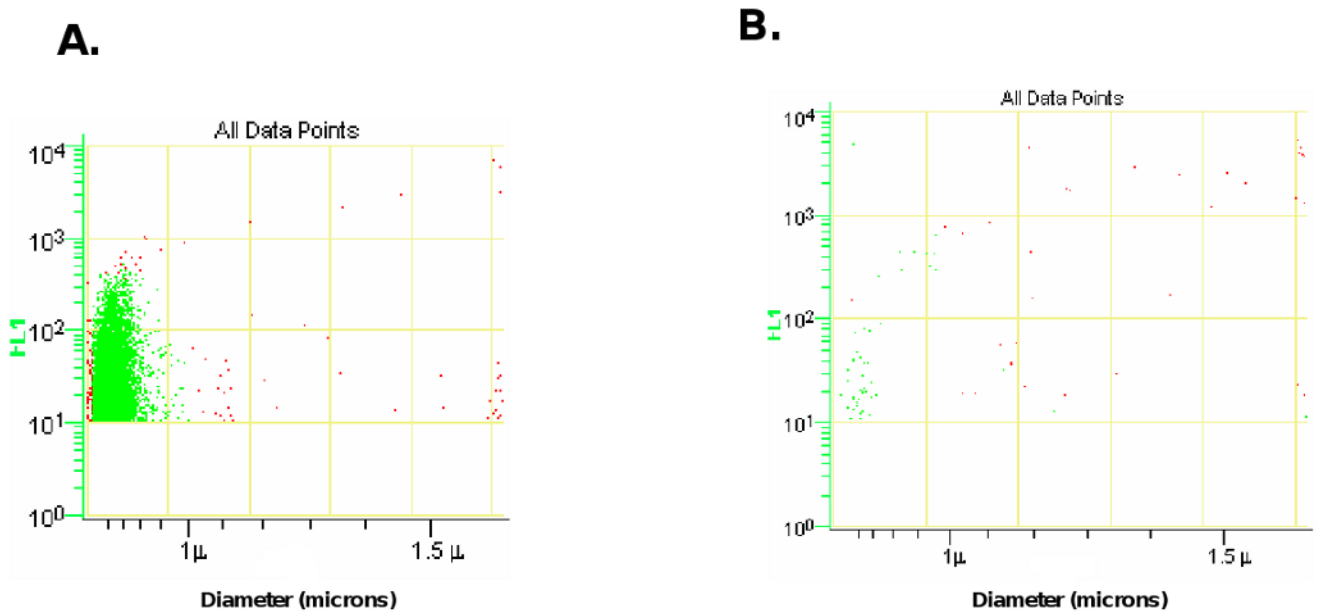 A.
All Data Points
10⁴
10³
10²
10¹
10⁰
FL1
1μ
1.5 μ
Diameter (microns)
B.
All Data Points
10⁴
10³
10²
10¹
10⁰
FL1
1μ
1.5 μ
Diameter (microns)